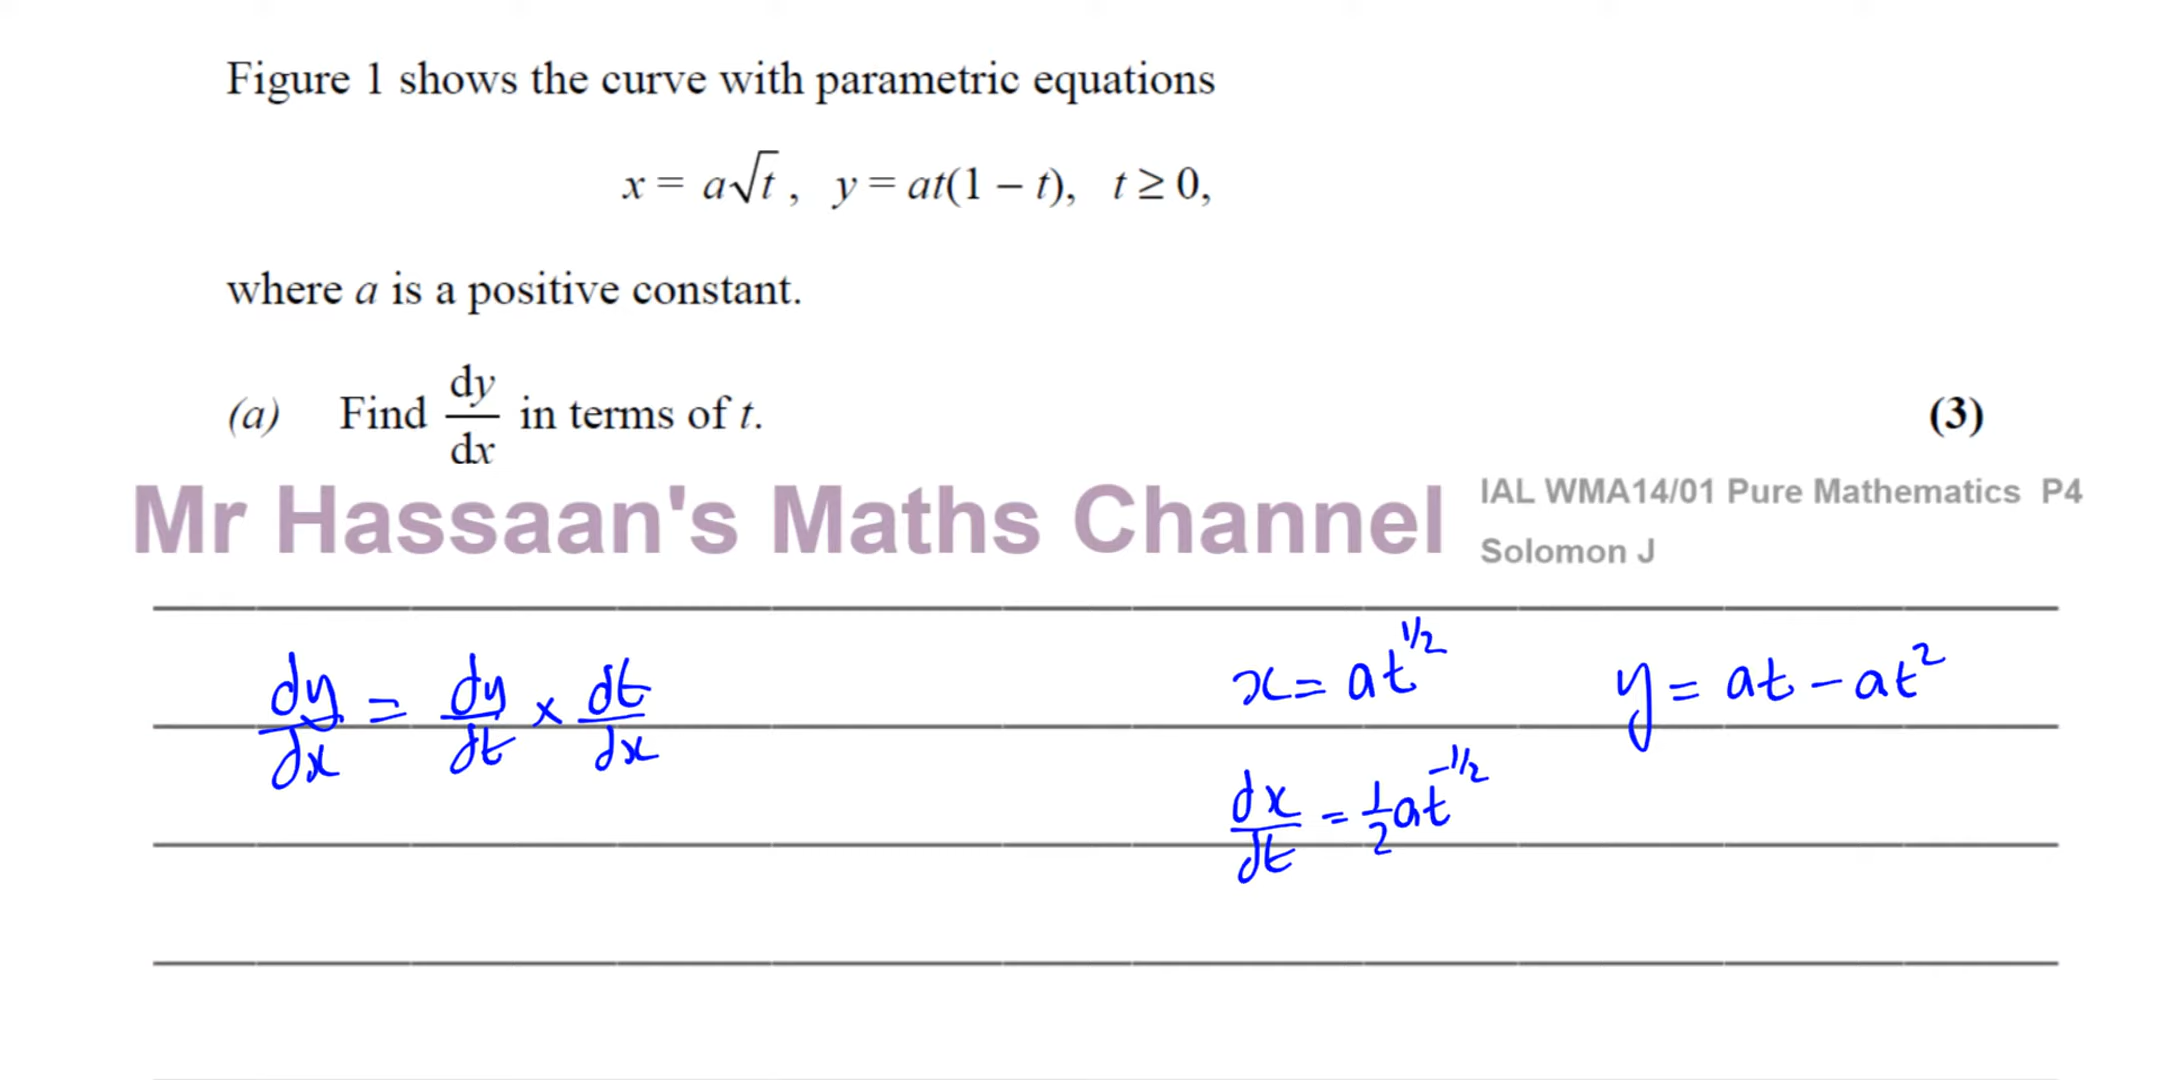 Figure 1 shows the curve with parametric equations
x = a√t, y = at(1 – t), t ≥ 0,
where a is a positive constant.
(a) Find dy/dx in terms of t. (3)
Mr Hassaan's Maths Channel
IAL WMA14/01 Pure Mathematics P4
Solomon J
dy/dx = dy/dt × dt/dx
x = at^1/2
y = at – at^2
dx/dt = 1/2 at^-1/2